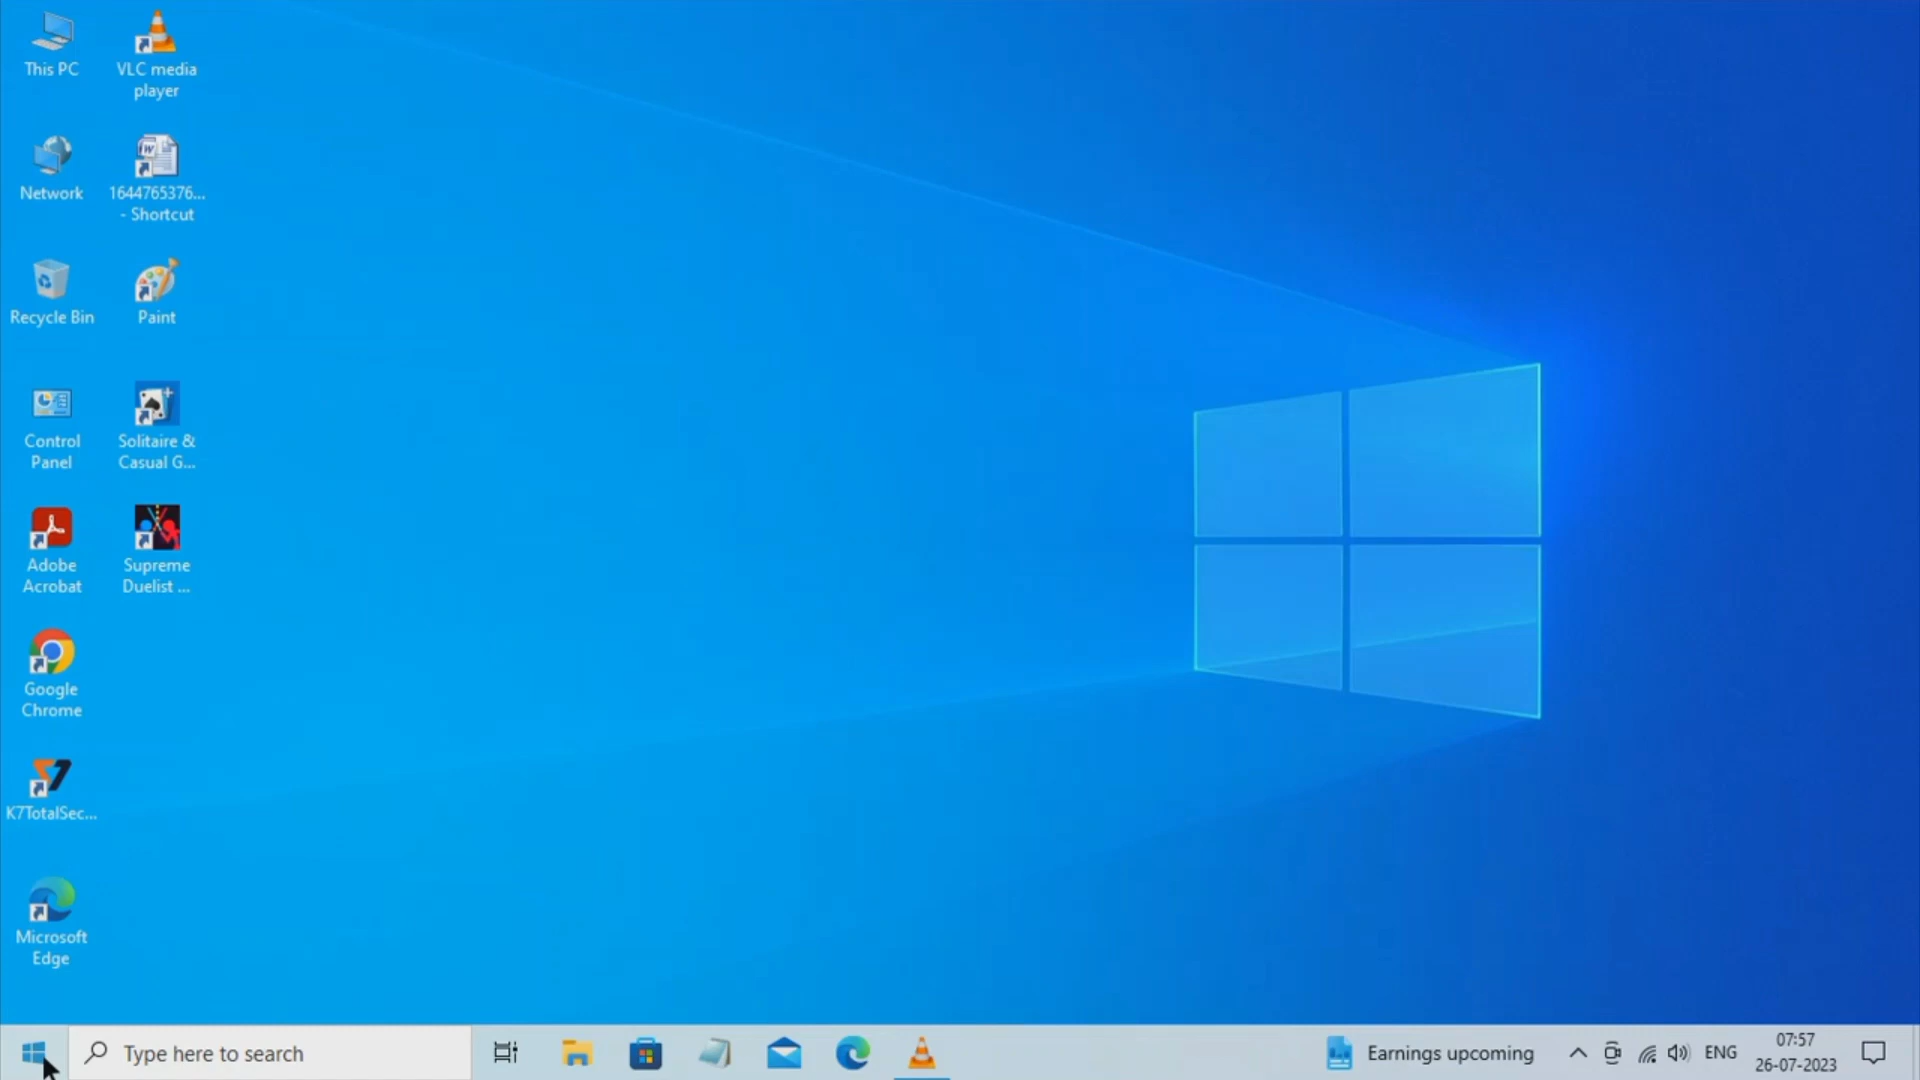 This PC
VLC media
player
Network
1644765376...
- Shortcut
Recycle Bin
Paint
Control
Panel
Solitaire &
Casual G...
Adobe
Acrobat
Supreme
Duelist ...
Google
Chrome
K7TotalSec...
Microsoft
Edge
Type here to search
Earnings upcoming
ENG
07:57
26-07-2023